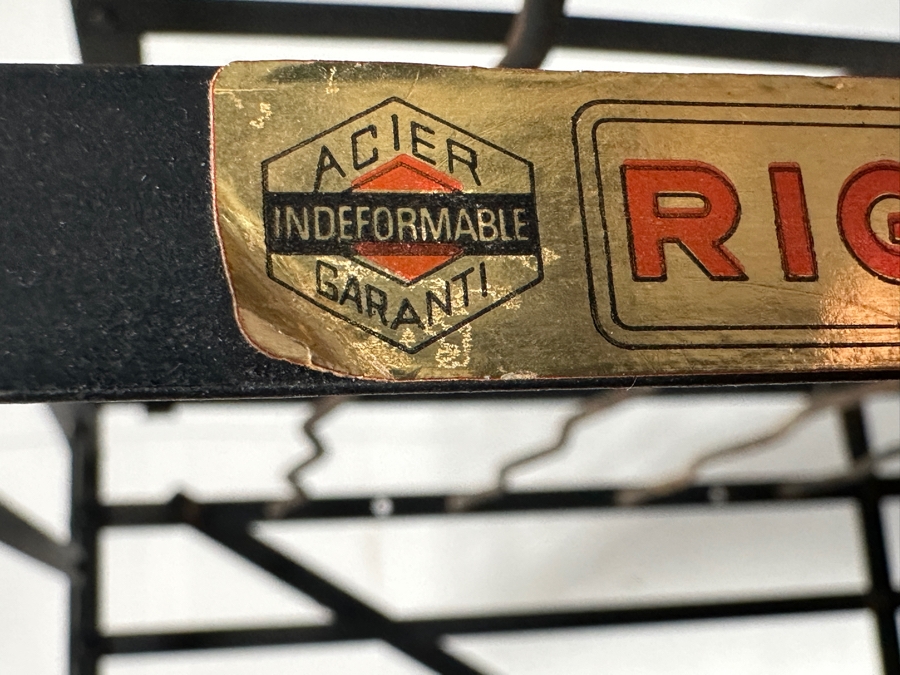 ACIER
INDEFORMABLE
GARANTI
RIG